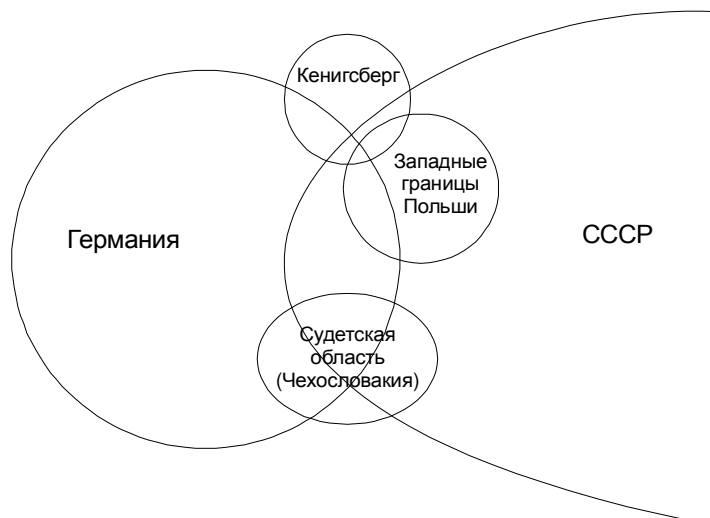 Кенигсберг
Западные
границы
Польши
Германия
СССР
Судетская
область
(Чехословакия)